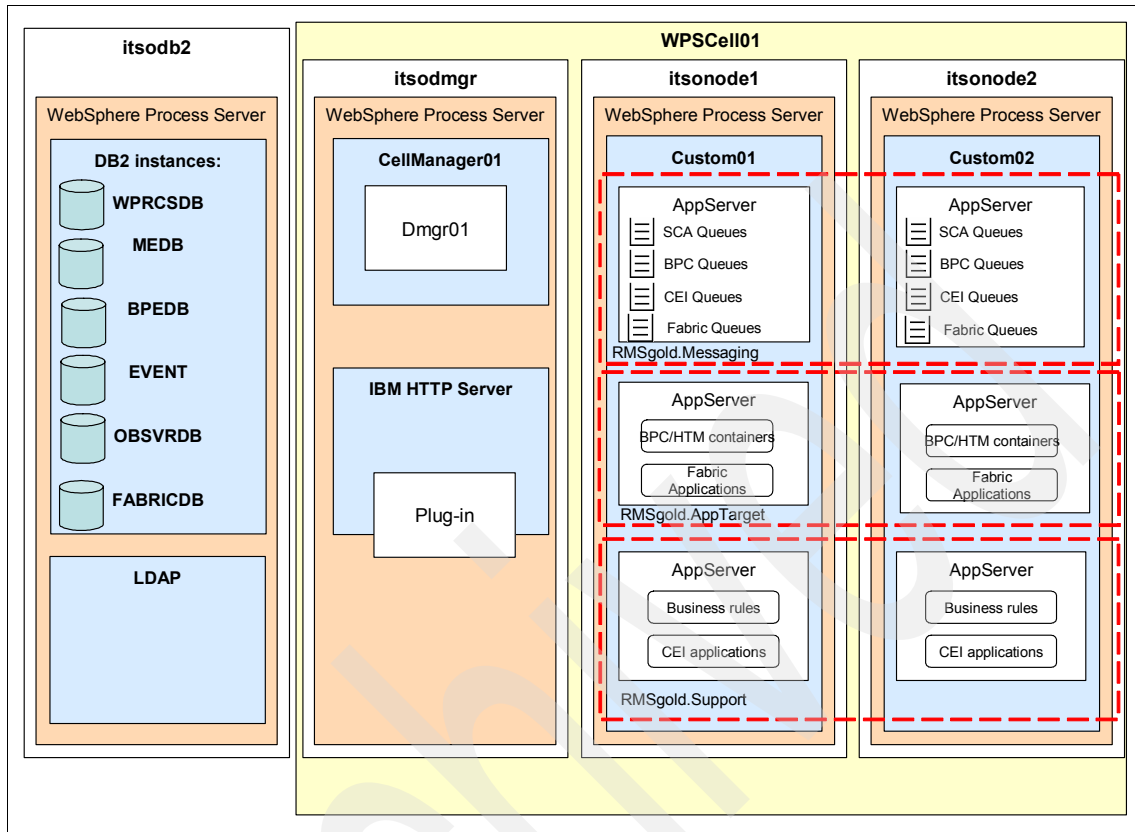 itsodb2
WebSphere Process Server
DB2 instances:
WPRCSDB
MEDB
BPEDB
EVENT
OBSVRDB
FABRICDB
LDAP
WPSCell01
itsodmgr
WebSphere Process Server
CellManager01
Dmgr01
IBM HTTP Server
Plug-in
itsonode1
WebSphere Process Server
Custom01
AppServer
SCA Queues
BPC Queues
CEI Queues
Fabric Queues
RMSgold.Messaging
AppServer
BPC/HTM containers
Fabric
Applications
RMSgold.AppTarget
AppServer
Business rules
CEI applications
RMSgold.Support
itsonode2
WebSphere Process Server
Custom02
AppServer
SCA Queues
BPC Queues
CEI Queues
Fabric Queues
AppServer
BPC/HTM containers
Fabric
Applications
AppServer
Business rules
CEI applications